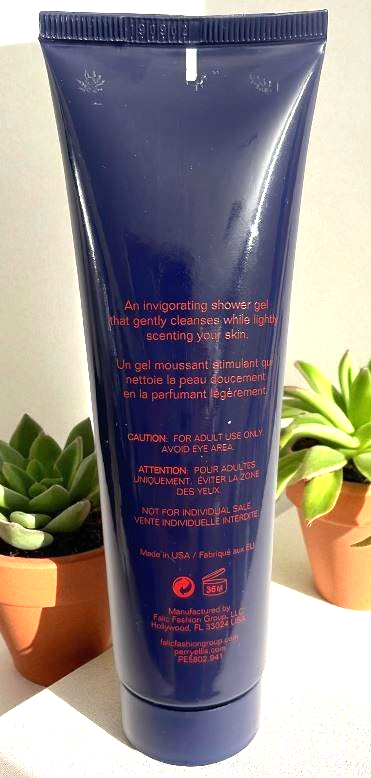 An invigorating shower gel
that gently cleanses while lightly
scenting your skin.
Un gel moussant stimulant qui
nettoie la peau doucement
en la parfumant légèrement.
CAUTION: FOR ADULT USE ONLY.
AVOID EYE AREA.
ATTENTION: POUR ADULTES
UNIQUEMENT. ÉVITER LA ZONE
DES YEUX.
NOT FOR INDIVIDUAL SALE.
VENTE INDIVIDUELLE INTERDITE.
Made in USA / Fabriqué aux EU.
36 M
Manufactured by
Falic Fashion Group, LLC
Hollywood, FL 33024 USA
falicfashiongroup.com
perryellis.com
PE5802.941